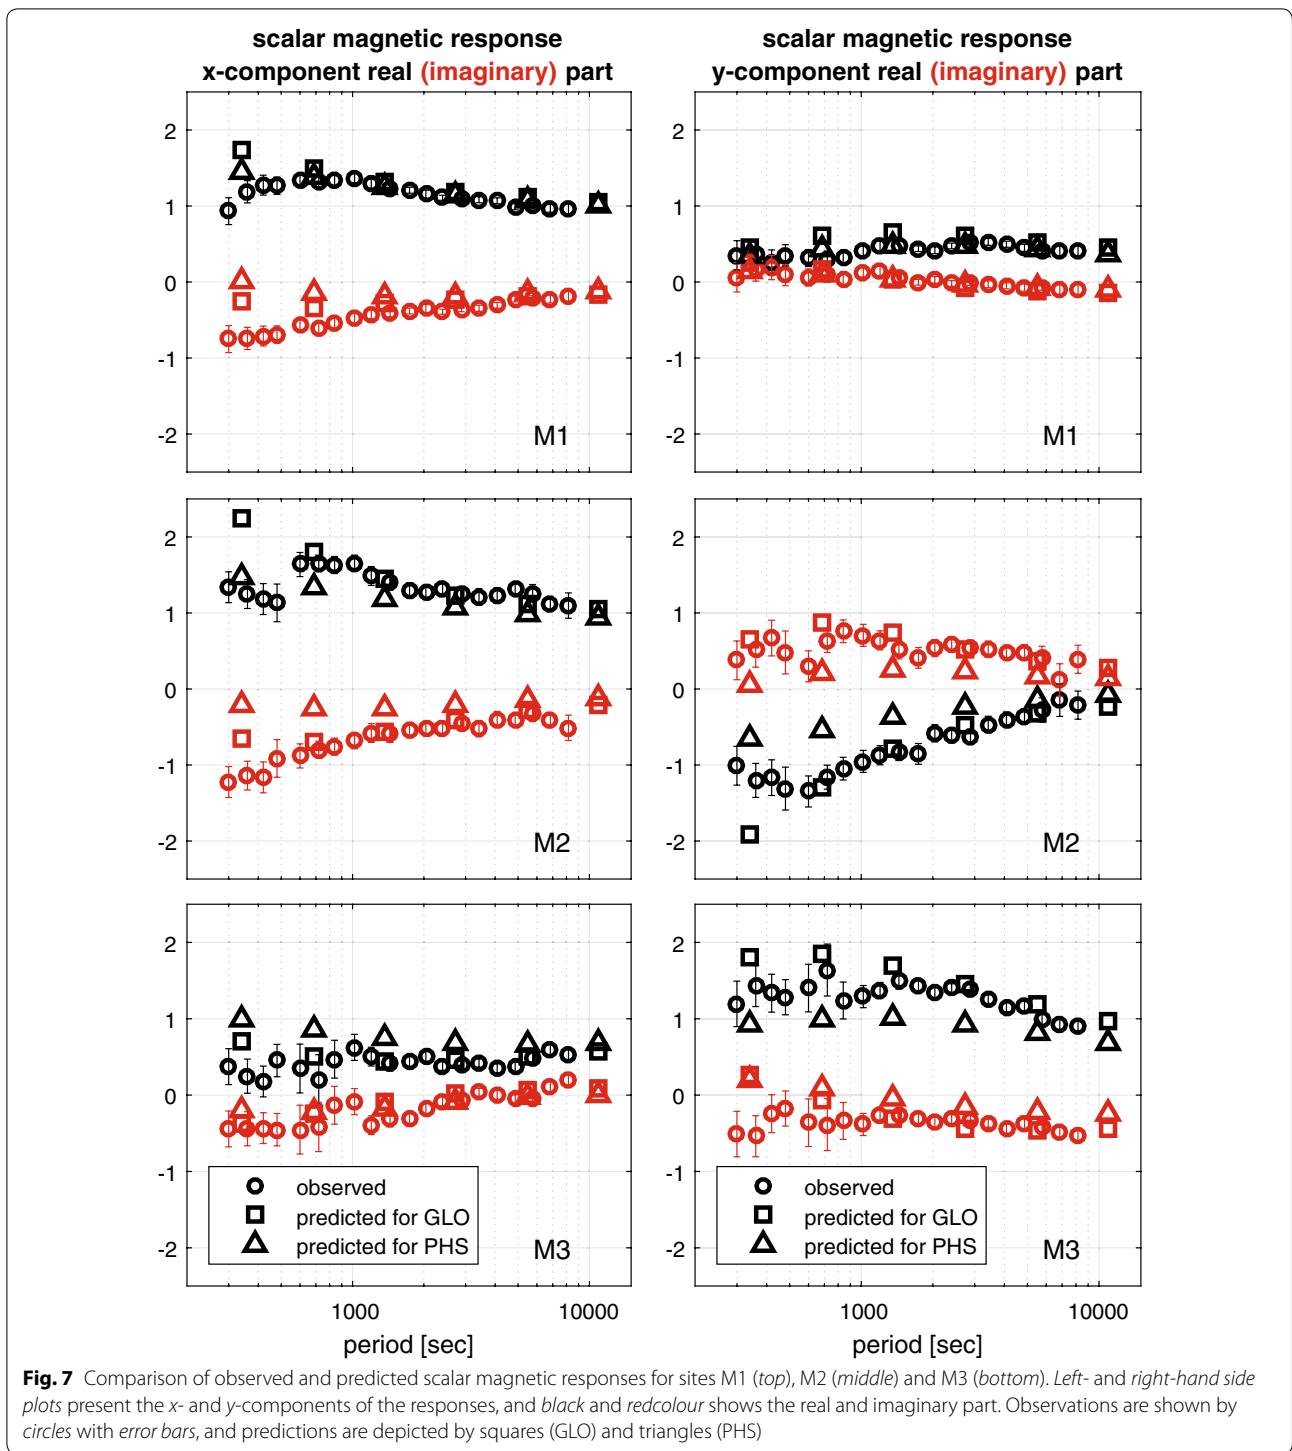 scalar magnetic response
x-component real (imaginary) part
scalar magnetic response
y-component real (imaginary) part
2
1
0
-1
-2
M1
2
1
0
-1
-2
M1
2
1
0
-1
-2
M2
2
1
0
-1
-2
M2
2
1
0
-1
-2
observed
predicted for GLO
predicted for PHS
M3
1000
10000
period [sec]
2
1
0
-1
-2
observed
predicted for GLO
predicted for PHS
M3
1000
10000
period [sec]
Fig. 7 Comparison of observed and predicted scalar magnetic responses for sites M1 (top), M2 (middle) and M3 (bottom). Left- and right-hand side
plots present the x- and y-components of the responses, and black and redcolour shows the real and imaginary part. Observations are shown by
circles with error bars, and predictions are depicted by squares (GLO) and triangles (PHS)